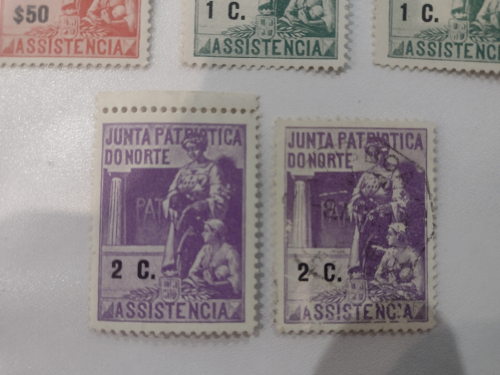 $50
ASSISTENCIA
1 C.
ASSISTENCIA
1 C.
ASSISTENCIA
JUNTA PATRIOTICA
DO NORTE
2 C.
ASSISTENCIA
JUNTA PATRIOTICA
DO NORTE
2 C.
ASSISTENCIA